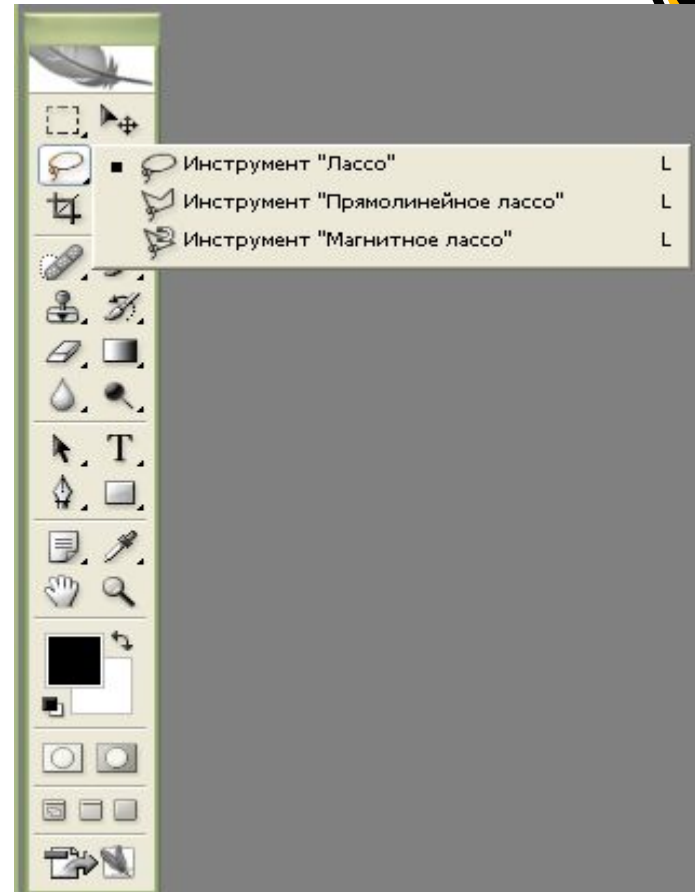 Инструмент "Лассо" L
Инструмент "Прямолинейное лассо" L
Инструмент "Магнитное лассо" L
T